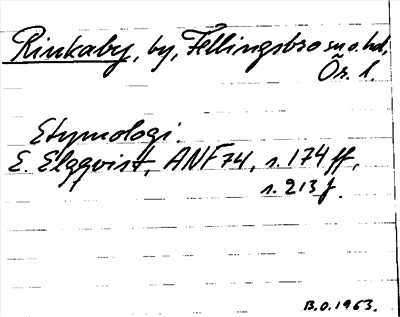 Rinkaby, by, Fellingsbro sn o. hd,
Ör. l.
Etymologi.
E. Elgqvist, ANF 74, s. 174 ff,
s. 213 f.
B.O. 1963.